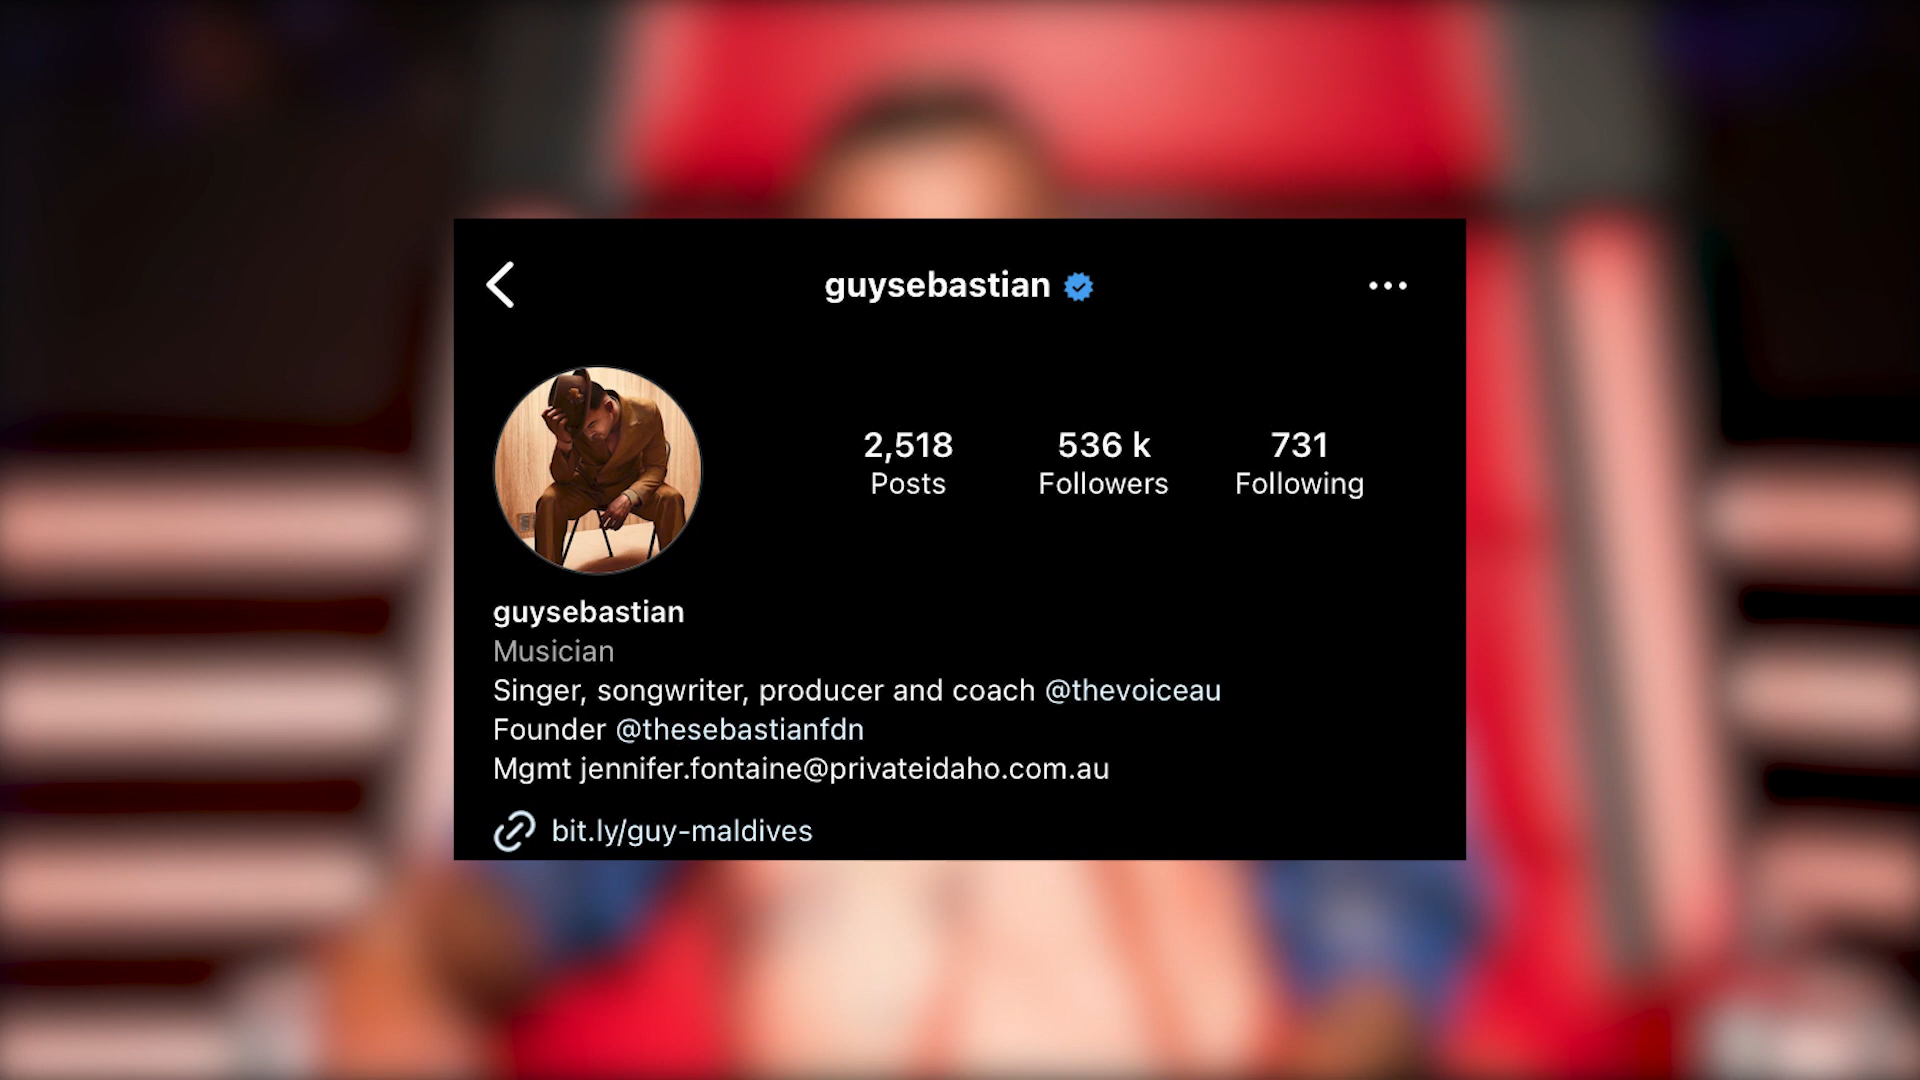 guysebastian
2,518 536 k 731
Posts Followers Following
guysebastian
Musician
Singer, songwriter, producer and coach @thevoiceau
Founder @thesebastianfdn
Mgmt jennifer.fontaine@privateidaho.com.au
bit.ly/guy-maldives